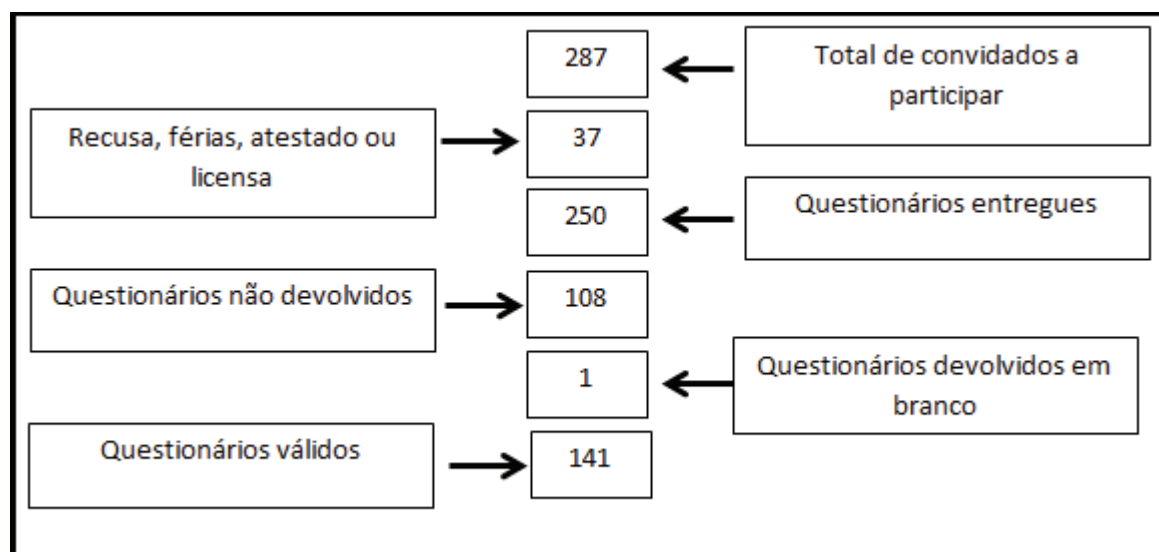 287
Total de convidados a
participar
Recusa, férias, atestado ou
licensa
37
250
Questionários entregues
Questionários não devolvidos
108
1
Questionários devolvidos em
branco
Questionários válidos
141